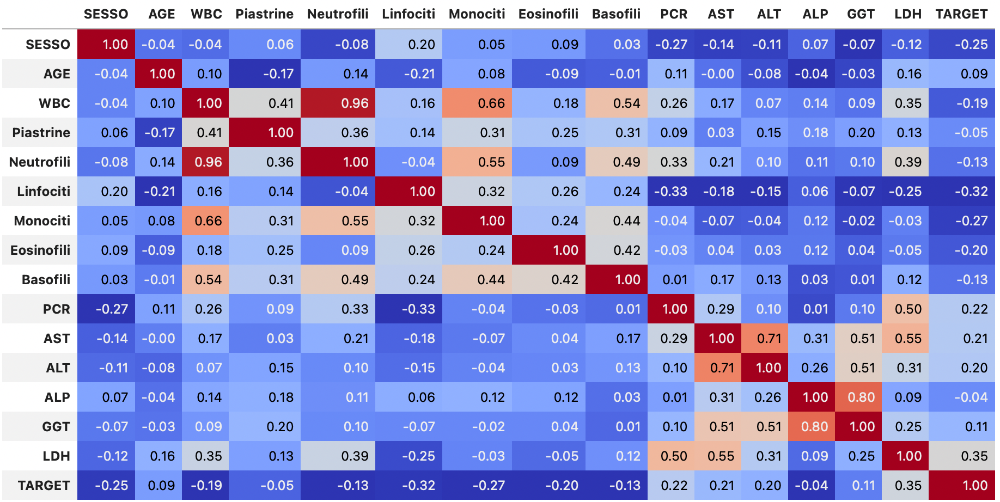 SESSO AGE WBC Piastrine Neutrofili Linfociti Monociti Eosinofili Basofili PCR AST ALT ALP GGT LDH TARGET
SESSO 1.00 -0.04 -0.04 0.06 -0.08 0.20 0.05 0.09 0.03 -0.27 -0.14 -0.11 0.07 -0.07 -0.12 -0.25
AGE -0.04 1.00 0.10 -0.17 0.14 -0.21 0.08 -0.09 -0.01 0.11 -0.00 -0.08 -0.04 -0.03 0.16 0.09
WBC -0.04 0.10 1.00 0.41 0.96 0.16 0.66 0.18 0.54 0.26 0.17 0.07 0.14 0.09 0.35 -0.19
Piastrine 0.06 -0.17 0.41 1.00 0.36 0.14 0.31 0.25 0.31 0.09 0.03 0.15 0.18 0.20 0.13 -0.05
Neutrofili -0.08 0.14 0.96 0.36 1.00 -0.04 0.55 0.09 0.49 0.33 0.21 0.10 0.11 0.10 0.39 -0.13
Linfociti 0.20 -0.21 0.16 0.14 -0.04 1.00 0.32 0.26 0.24 -0.33 -0.18 -0.15 0.06 -0.07 -0.25 -0.32
Monociti 0.05 0.08 0.66 0.31 0.55 0.32 1.00 0.24 0.44 -0.04 -0.07 -0.04 0.12 -0.02 -0.03 -0.27
Eosinofili 0.09 -0.09 0.18 0.25 0.09 0.26 0.24 1.00 0.42 -0.03 0.04 0.03 0.12 0.04 -0.05 -0.20
Basofili 0.03 -0.01 0.54 0.31 0.49 0.24 0.44 0.42 1.00 0.01 0.17 0.13 0.03 0.01 0.12 -0.13
PCR -0.27 0.11 0.26 0.09 0.33 -0.33 -0.04 -0.03 0.01 1.00 0.29 0.10 0.01 0.10 0.50 0.22
AST -0.14 -0.00 0.17 0.03 0.21 -0.18 -0.07 0.04 0.17 0.29 1.00 0.71 0.31 0.51 0.55 0.21
ALT -0.11 -0.08 0.07 0.15 0.10 -0.15 -0.04 0.03 0.13 0.10 0.71 1.00 0.26 0.51 0.31 0.20
ALP 0.07 -0.04 0.14 0.18 0.11 0.06 0.12 0.12 0.03 0.01 0.31 0.26 1.00 0.80 0.09 -0.04
GGT -0.07 -0.03 0.09 0.20 0.10 -0.07 -0.02 0.04 0.01 0.10 0.51 0.51 0.80 1.00 0.25 0.11
LDH -0.12 0.16 0.35 0.13 0.39 -0.25 -0.03 -0.05 0.12 0.50 0.55 0.31 0.09 0.25 1.00 0.35
TARGET -0.25 0.09 -0.19 -0.05 -0.13 -0.32 -0.27 -0.20 -0.13 0.22 0.21 0.20 -0.04 0.11 0.35 1.00